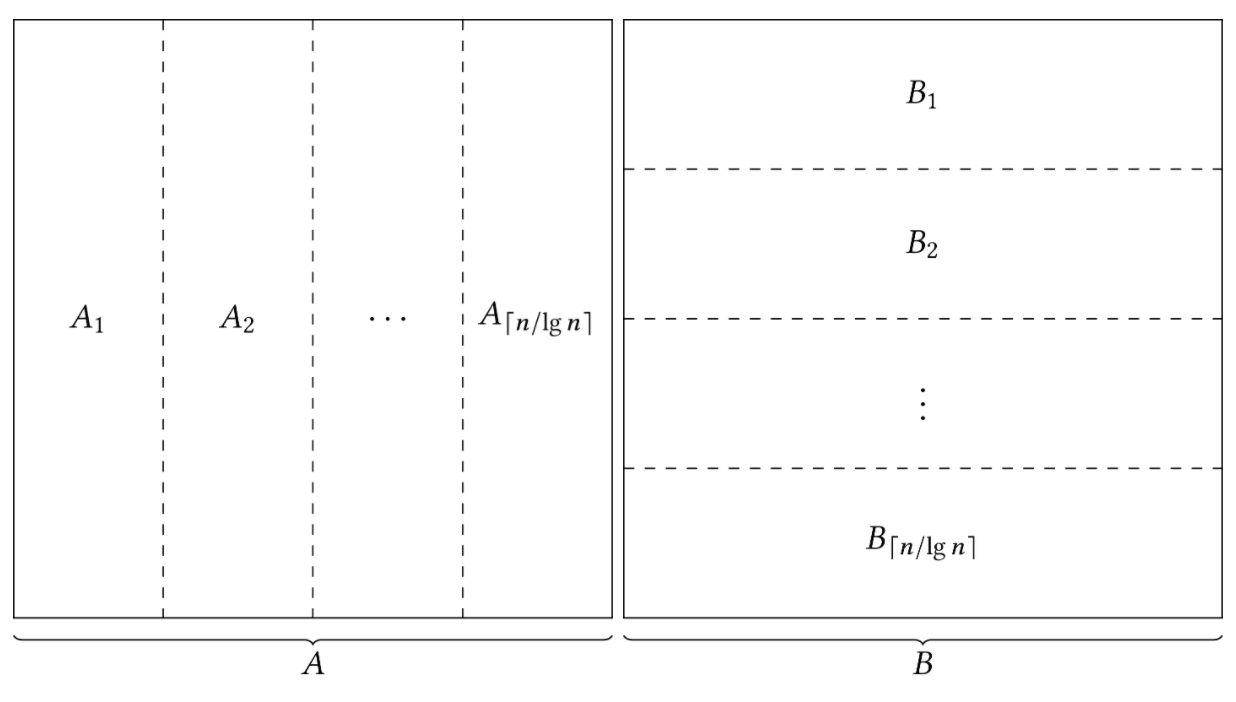 B₁
B₂
A₁ A₂ ⋯ A⌈n/lg n⌉
⋮
B⌈n/lg n⌉
A B